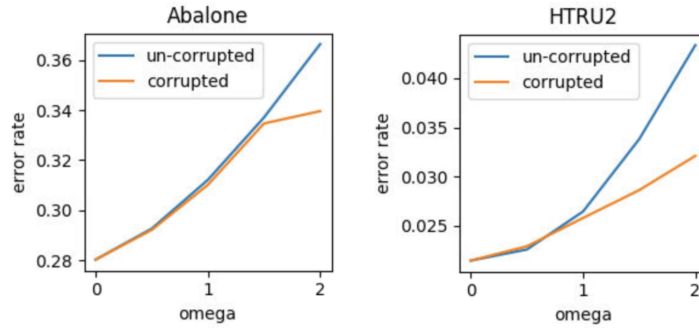 Abalone
un-corrupted
corrupted
error rate
0.36
0.34
0.32
0.30
0.28
0
1
2
omega
HTRU2
un-corrupted
corrupted
error rate
0.040
0.035
0.030
0.025
0
1
2
omega